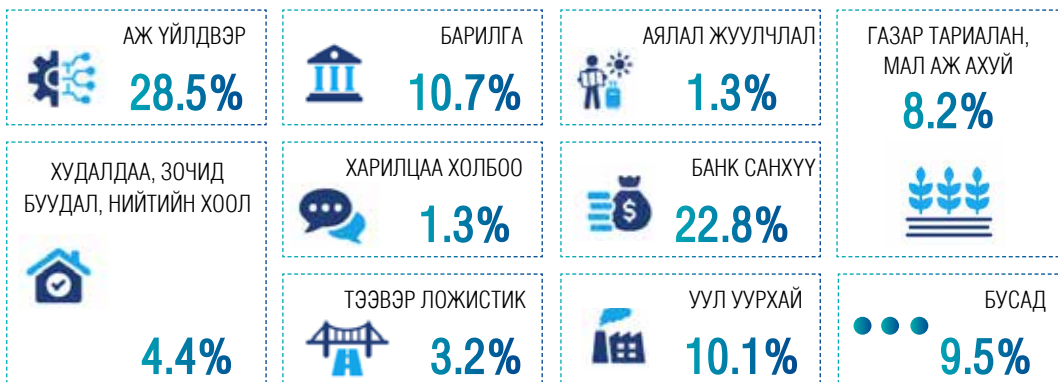 АЖ ҮЙЛДВЭР
28.5%
БАРИЛГА
10.7%
АЯЛАЛ ЖУУЛЧЛАЛ
1.3%
ГАЗАР ТАРИАЛАН,
МАЛ АЖ АХУЙ
8.2%
ХУДАЛДАА, ЗОЧИД
БУУДАЛ, НИЙТИЙН ХООЛ
4.4%
ХАРИЛЦАА ХОЛБОО
1.3%
БАНК САНХҮҮ
$ 22.8%
ТЭЭВЭР ЛОЖИСТИК
3.2%
УУЛ УУРХАЙ
10.1%
БУСАД
9.5%